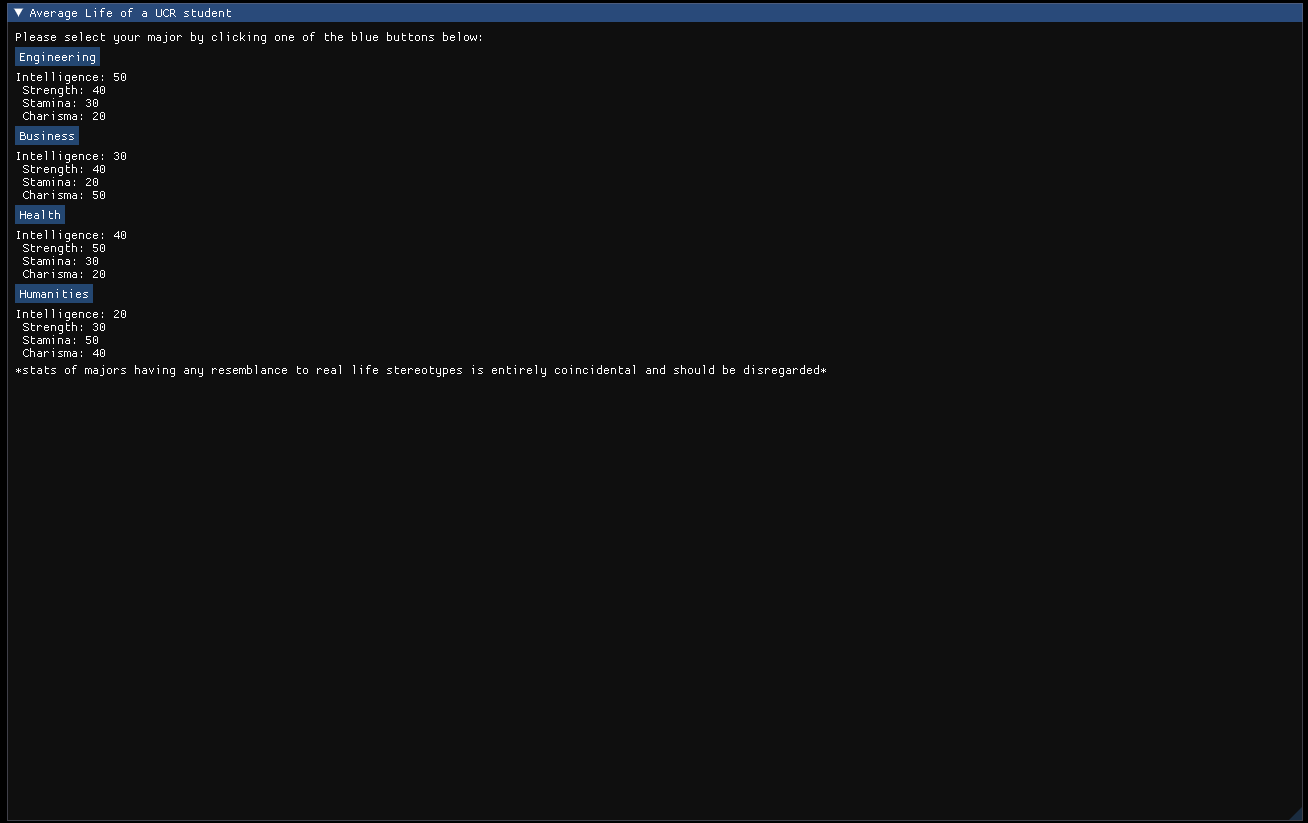 Average Life of a UCR student
Please select your major by clicking one of the blue buttons below:
Engineering
Intelligence: 50
Strength: 40
Stamina: 30
Charisma: 20
Business
Intelligence: 30
Strength: 40
Stamina: 20
Charisma: 50
Health
Intelligence: 40
Strength: 50
Stamina: 30
Charisma: 20
Humanities
Intelligence: 20
Strength: 30
Stamina: 50
Charisma: 40
*stats of majors having any resemblance to real life stereotypes is entirely coincidental and should be disregarded*